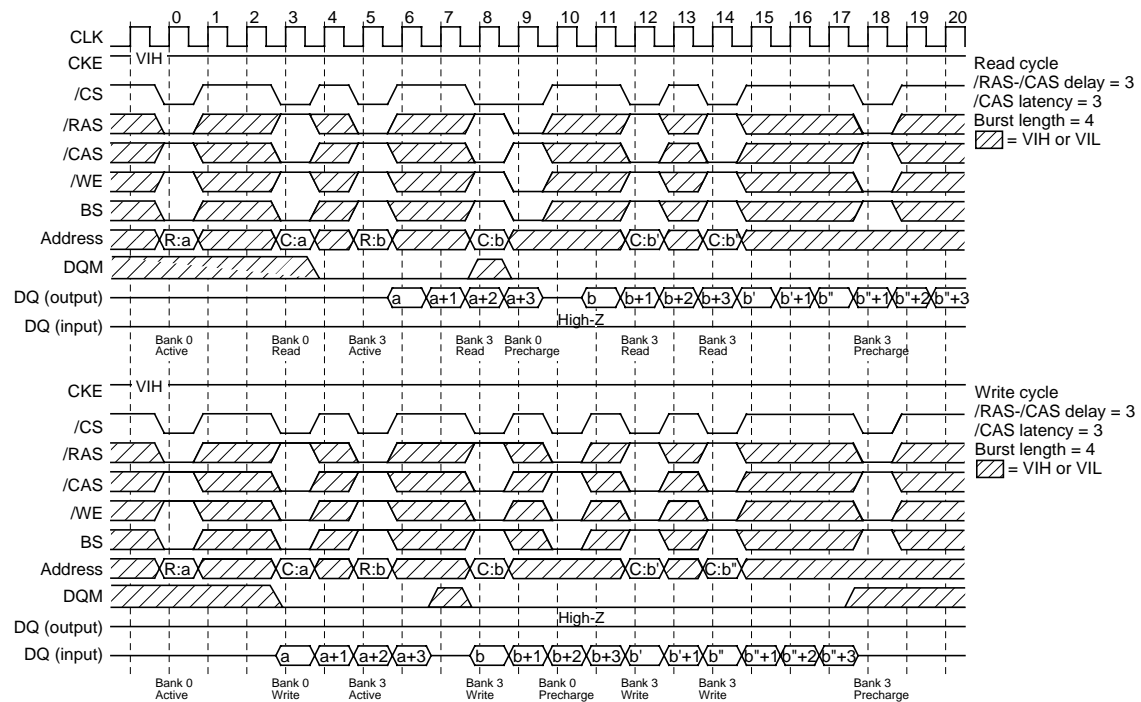 0 1 2 3 4 5 6 7 8 9 10 11 12 13 14 15 16 17 18 19 20
CLK
CKE VIH
/CS
/RAS
/CAS
/WE
BS
Address R:a C:a R:b C:b C:b' C:b"
DQM
DQ (output) a a+1 a+2 a+3 b b+1 b+2 b+3 b' b'+1 b" b"+1 b"+2 b"+3
High-Z
DQ (input)
Bank 0 Active
Bank 0 Read
Bank 3 Active
Bank 3 Read
Bank 0 Precharge
Bank 3 Read
Bank 3 Read
Bank 3 Precharge
Read cycle
/RAS-/CAS delay = 3
/CAS latency = 3
Burst length = 4
= VIH or VIL
CKE VIH
/CS
/RAS
/CAS
/WE
BS
Address R:a C:a R:b C:b C:b' C:b"
DQM
High-Z
DQ (output)
DQ (input) a a+1 a+2 a+3 b b+1 b+2 b+3 b' b'+1 b" b"+1 b"+2 b"+3
Bank 0 Active
Bank 0 Write
Bank 3 Active
Bank 3 Write
Bank 0 Precharge
Bank 3 Write
Bank 3 Write
Bank 3 Precharge
Write cycle
/RAS-/CAS delay = 3
/CAS latency = 3
Burst length = 4
= VIH or VIL